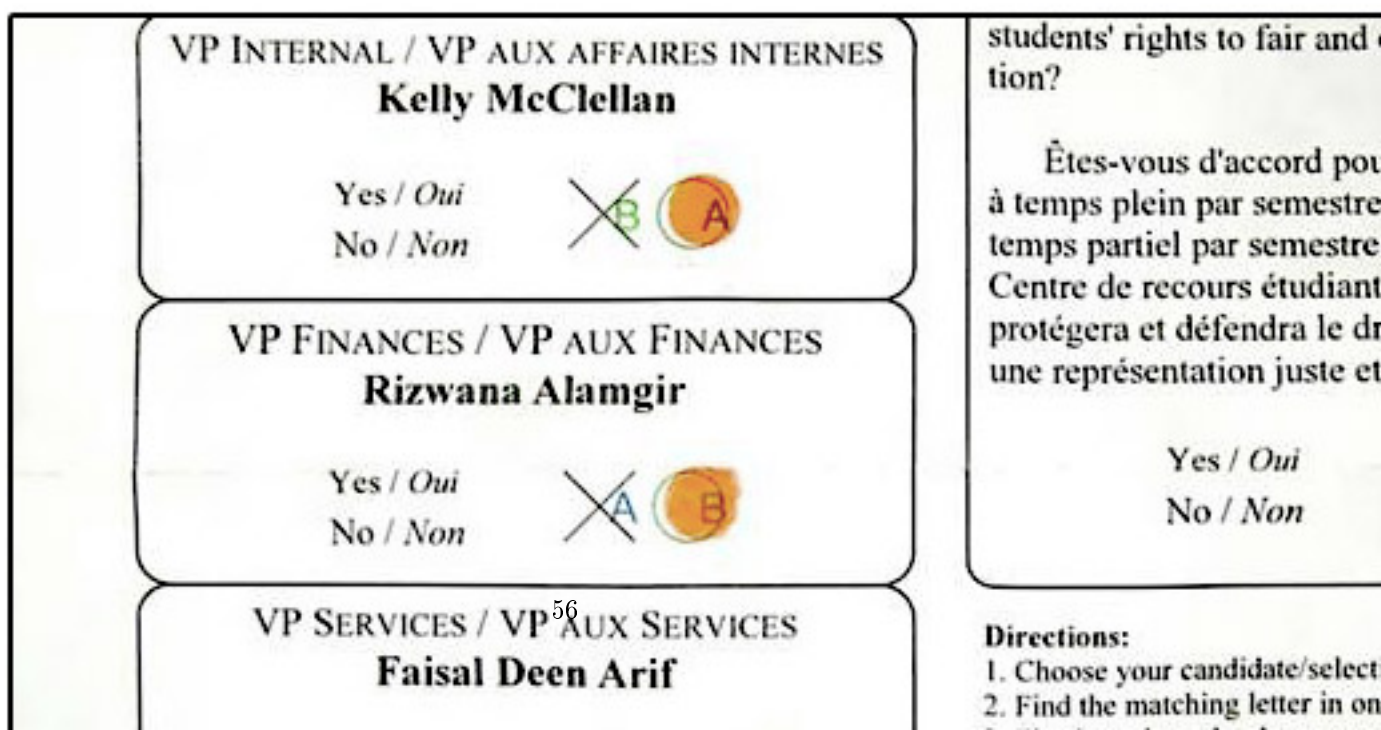 VP INTERNAL / VP AUX AFFAIRES INTERNES
Kelly McClellan
Yes / Oui
No / Non
B A
VP FINANCES / VP AUX FINANCES
Rizwana Alamgir
Yes / Oui
No / Non
A B
VP SERVICES / VP AUX SERVICES
56
Faisal Deen Arif
students' rights to fair and
tion?
Êtes-vous d'accord pou
à temps plein par semestre
temps partiel par semestre
Centre de recours étudiant
protégera et défendra le dr
une représentation juste et
Yes / Oui
No / Non
Directions:
1. Choose your candidate/selecti
2. Find the matching letter in on